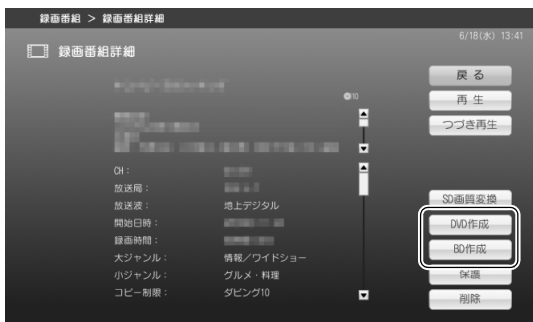 録画番組 ＞ 録画番組詳細
6/18(水) 13:41
録画番組詳細
戻る
10
再生
つづき再生
CH：
放送局：
放送波： 地上デジタル
SD画質変換
開始日時：
DVD作成
録画時間：
BD作成
大ジャンル： 情報／ワイドショー
小ジャンル： グルメ・料理
保護
コピー制限： ダビング10
削除